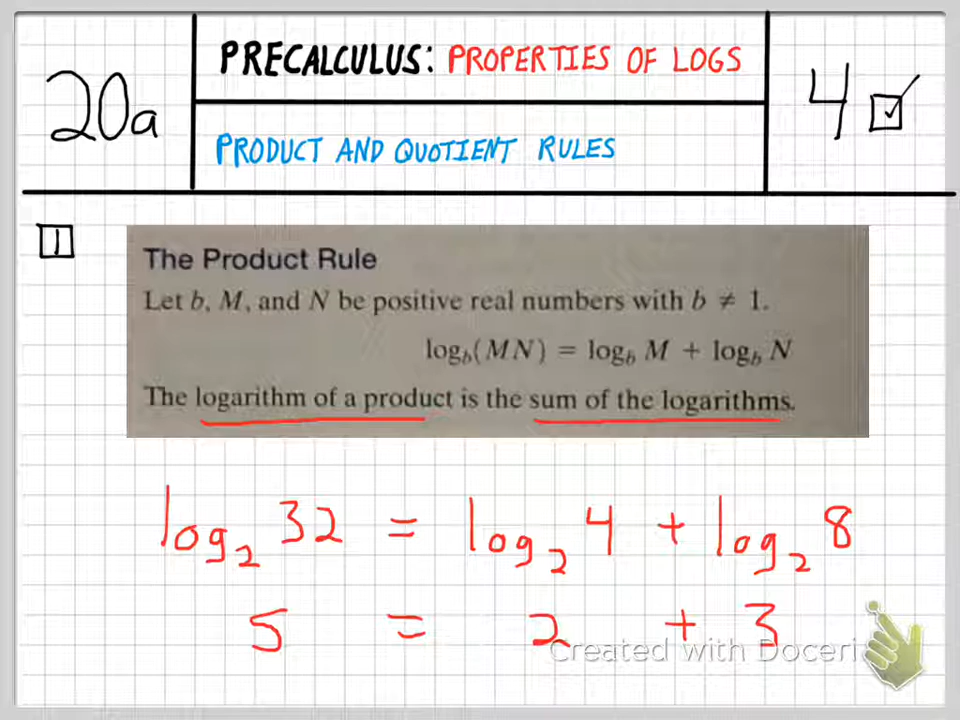 20a
PRECALCULUS: PROPERTIES OF LOGS
PRODUCT AND QUOTIENT RULES
4
1
The Product Rule
Let b, M, and N be positive real numbers with b ≠ 1.
log_b(MN) = log_b M + log_b N
The logarithm of a product is the sum of the logarithms.
log₂ 32 = log₂ 4 + log₂ 8
5 = 2 + 3
Created with Doceri